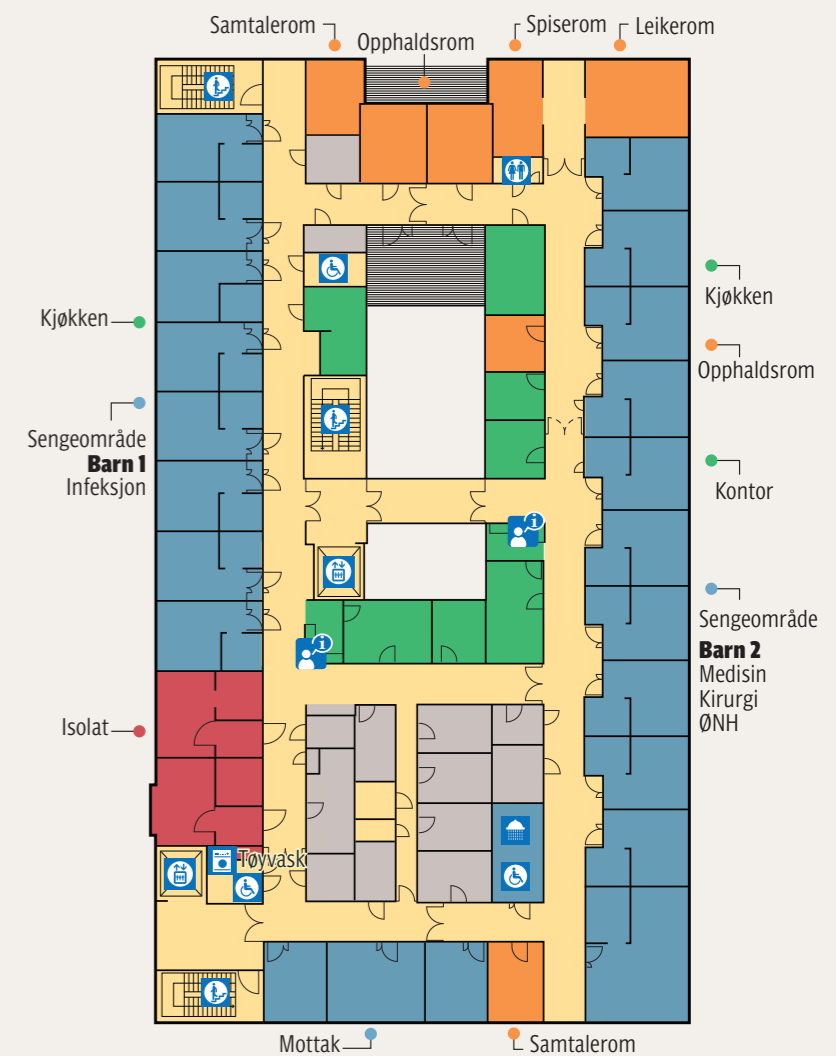 Samtalerom
Opphaldsrom
Spiserom
Leikerom
Kjøkken
Opphaldsrom
Kontor
Sengeområde
Barn 2
Medisin
Kirurgi
ØNH
Kjøkken
Sengeområde
Barn 1
Infeksjon
i
i
Isolat
Tøyvask
Mottak
Samtalerom